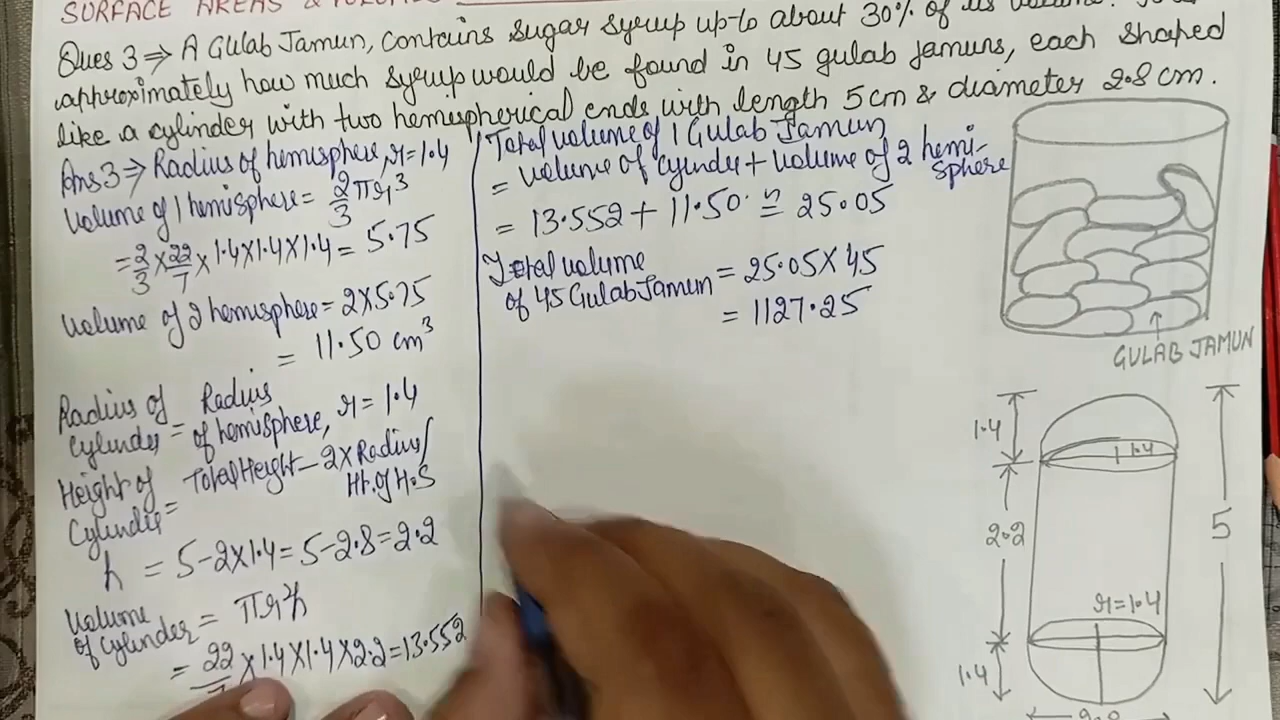 SURFACE AREAS &
Ques 3 ⇒ A Gulab Jamun, contains sugar syrup up-to about 30% of its volume.
approximately how much syrup would be found in 45 gulab jamuns, each shaped
like a cylinder with two hemispherical ends with length 5cm & diameter 2.8 cm.
Ans 3 ⇒ Radius of hemisphere, r = 1.4
Volume of 1 hemisphere = 2/3 πr³
= 2/3 × 22/7 × 1.4 × 1.4 × 1.4 = 5.75
Volume of 2 hemisphere = 2×5.75
= 11.50 cm³
Radius of Cylinder = Radius of hemisphere, r = 1.4
Height of Cylinder = Total Height – 2 × Radius/
Ht. of H.S
h = 5 – 2×1.4 = 5 – 2.8 = 2.2
Volume of Cylinder = πr²h
= 22/7 × 1.4 × 1.4 × 2.2 = 13.552
Total volume of 1 Gulab Jamun
= volume of cylinder + volume of 2 hemi-
sphere
= 13.552 + 11.50 ≃ 25.05
Total volume
of 45 Gulab Jamun = 25.05 × 45
= 1127.25
GULAB JAMUN
1.4
1.4
2.2
5
r = 1.4
1.4
2.8